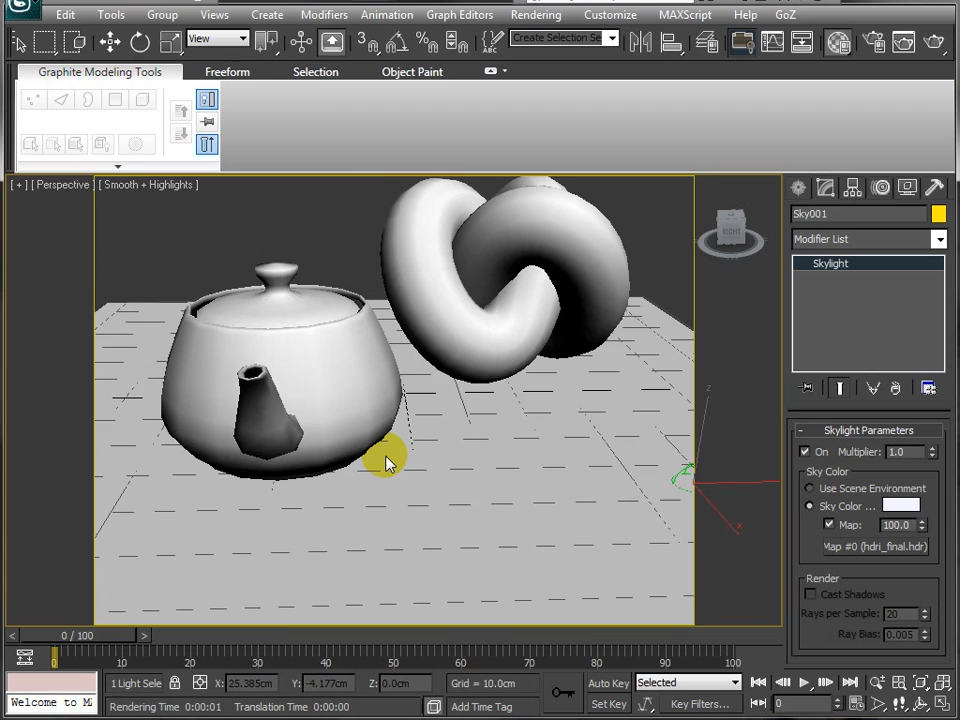 Edit Tools Group Views Create Modifiers Animation Graph Editors Rendering Customize MAXScript Help GoZ
View
3
%
ABC
Create Selection Se
Graphite Modeling Tools Freeform Selection Object Paint
[ + ] [ Perspective ] [ Smooth + Highlights ]
RIGHT
z
x
Sky001
Modifier List
Skylight
- Skylight Parameters
On Multiplier: 1.0
Sky Color
Use Scene Environment
Sky Color ...
Map: 100.0
Map #0 (hdri_final.hdr)
Render
Cast Shadows
Rays per Sample: 20
Ray Bias: 0.005
< 0 / 100 >
0 10 20 30 40 50 60 70 80 90 100
1 Light Sele X: 25.385cm Y: -4.177cm Z: 0.0cm Grid = 10.0cm Auto Key Selected
Welcome to M Rendering Time 0:00:01 Translation Time 0:00:00 Add Time Tag Set Key Key Filters... 0